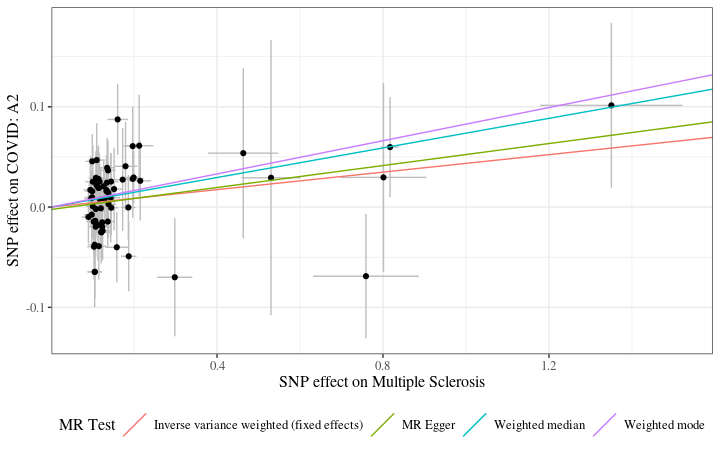 SNP effect on COVID: A2
0.1
0.0
-0.1
0.4
0.8
1.2
SNP effect on Multiple Sclerosis
MR Test
Inverse variance weighted (fixed effects)
MR Egger
Weighted median
Weighted mode